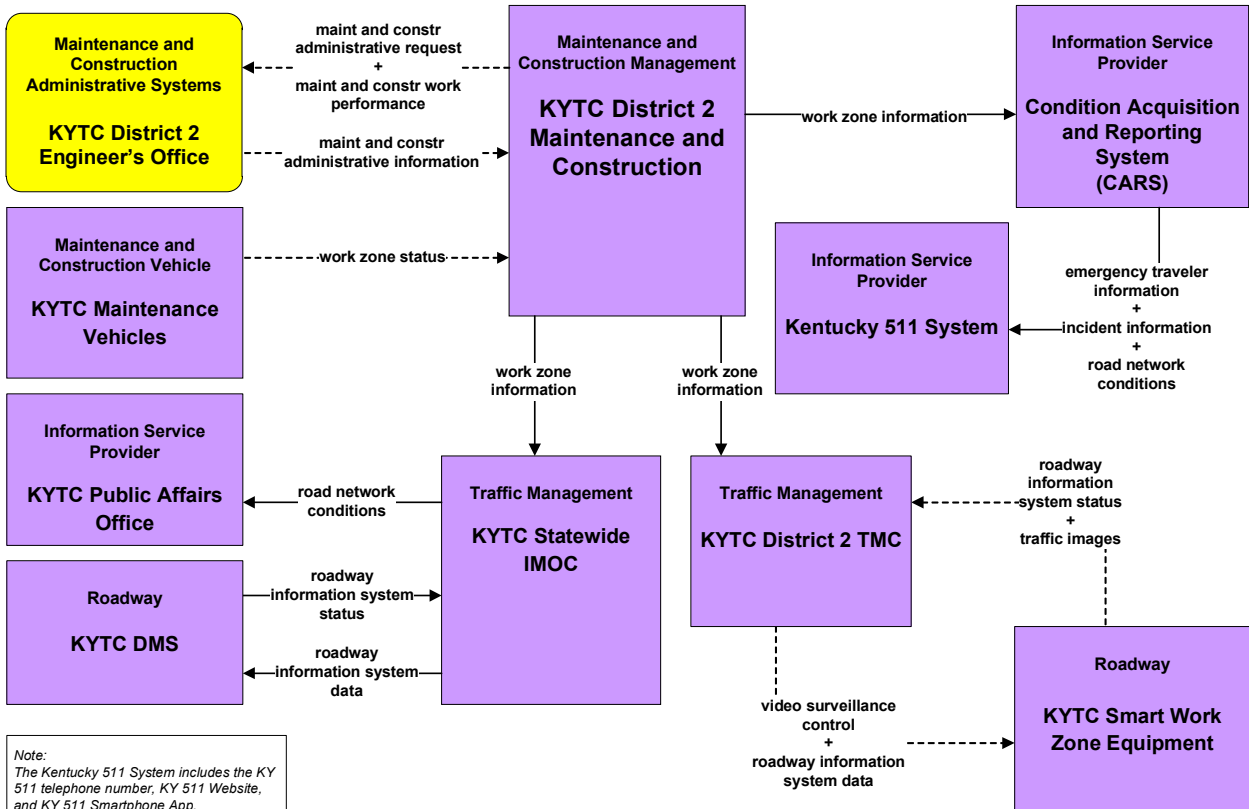 Maintenance and
Construction
Administrative Systems
KYTC District 2
Engineer's Office
maint and constr
administrative request
+
maint and constr work
performance
maint and constr
administrative information
Maintenance and
Construction Management
KYTC District 2
Maintenance and
Construction
work zone information
Information Service
Provider
Condition Acquisition
and Reporting
System
(CARS)
Maintenance and
Construction Vehicle
KYTC Maintenance
Vehicles
work zone status
Information Service
Provider
Kentucky 511 System
emergency traveler
information
+
incident information
+
road network
conditions
work zone
information
work zone
information
Information Service
Provider
KYTC Public Affairs
Office
road network
conditions
Traffic Management
KYTC Statewide
IMOC
Traffic Management
KYTC District 2 TMC
roadway
information
system status
+
traffic images
Roadway
KYTC DMS
roadway
information system
status
roadway
information system
data
video surveillance
control
+
roadway information
system data
Roadway
KYTC Smart Work
Zone Equipment
Note:
The Kentucky 511 System includes the KY
511 telephone number, KY 511 Website,
and KY 511 Smartphone App.